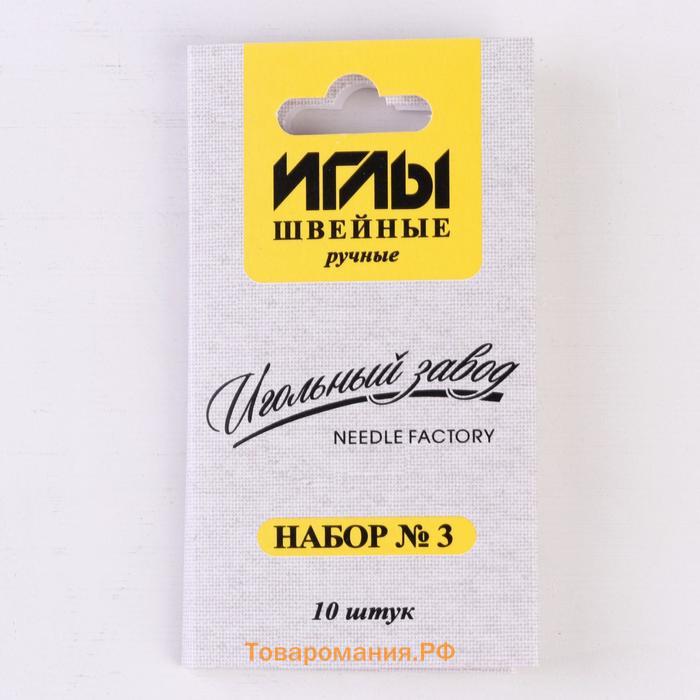 ИГЛЫ
ШВЕЙНЫЕ
ручные
Игольный завод
NEEDLE FACTORY
НАБОР № 3
10 штук
Товаромания.РФ